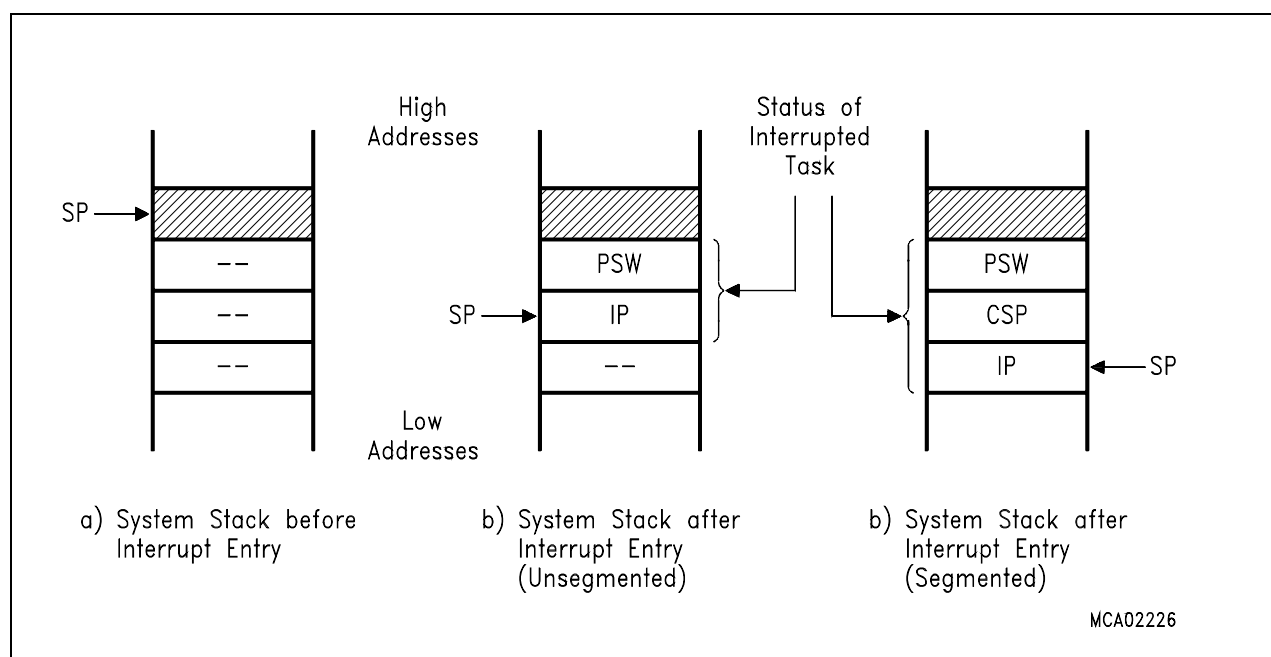 High
Addresses
Status of
Interrupted
Task
SP
--
--
--
PSW
SP
IP
--
PSW
CSP
IP
SP
Low
Addresses
a) System Stack before
Interrupt Entry
b) System Stack after
Interrupt Entry
(Unsegmented)
b) System Stack after
Interrupt Entry
(Segmented)
MCA02226